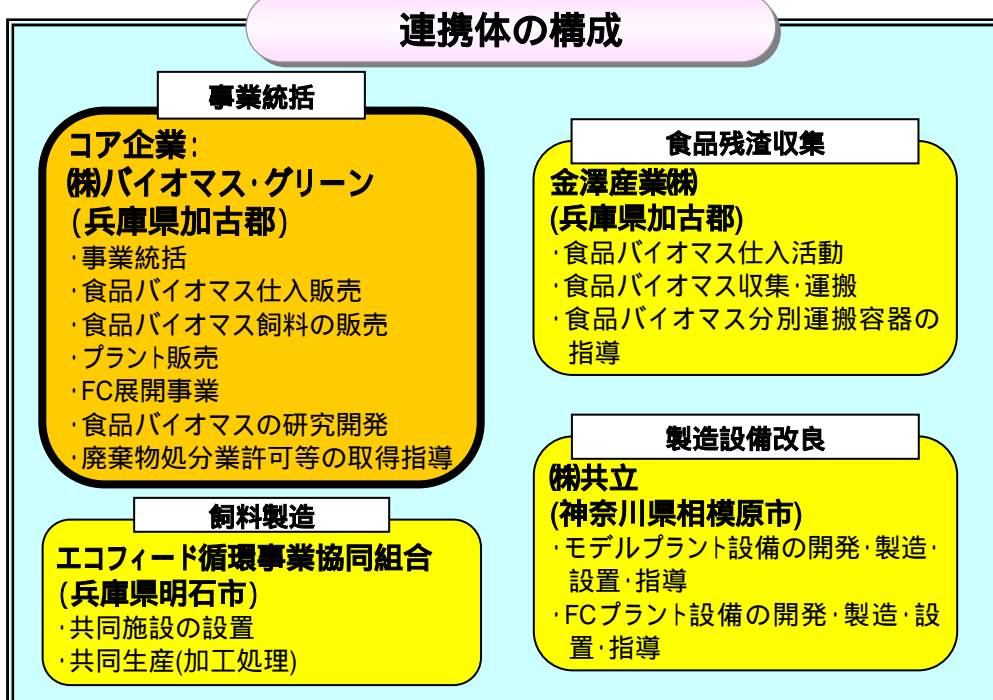 連携体の構成
事業統括
コア企業:
㈱バイオマス・グリーン
(兵庫県加古郡)
・事業統括
・食品バイオマス仕入販売
・食品バイオマス飼料の販売
・プラント販売
・FC展開事業
・食品バイオマスの研究開発
・廃棄物処分業許可等の取得指導
飼料製造
エコフィード循環事業協同組合
(兵庫県明石市)
・共同施設の設置
・共同生産(加工処理)
食品残渣収集
金澤産業㈱
(兵庫県加古郡)
・食品バイオマス仕入活動
・食品バイオマス収集・運搬
・食品バイオマス分別運搬容器の
指導
製造設備改良
㈱共立
(神奈川県相模原市)
・モデルプラント設備の開発・製造・
設置・指導
・FCプラント設備の開発・製造・設
置・指導